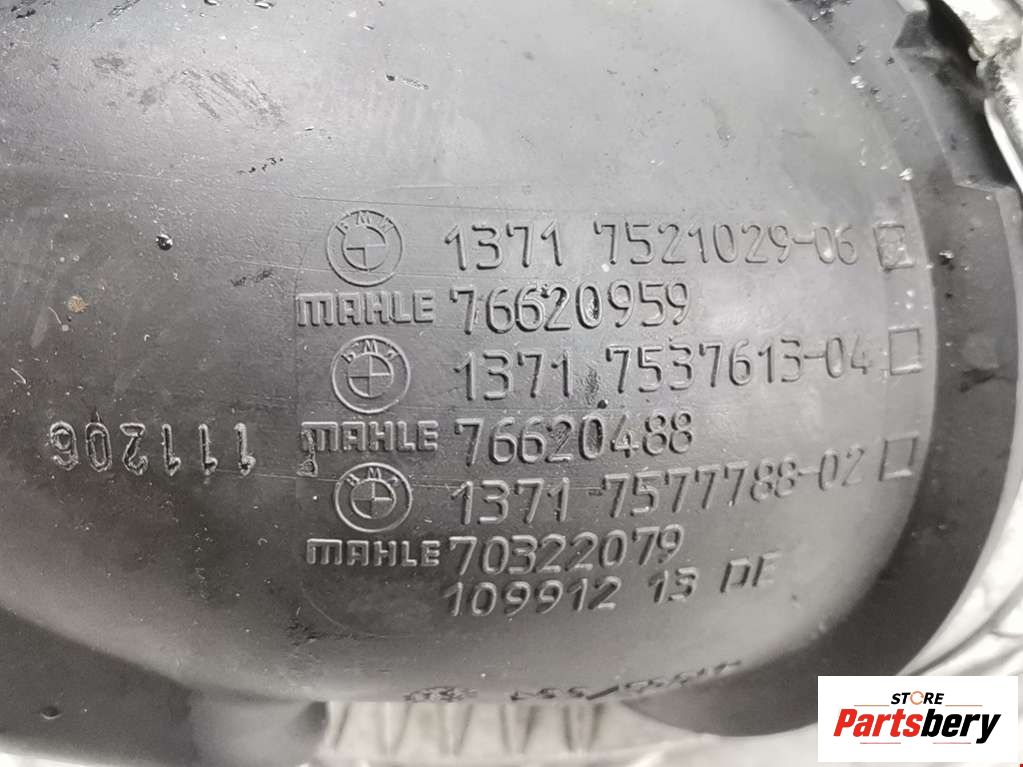 BMW 1371 7521029-06
MAHLE 76620959
BMW 1371 7537613-04
111206 MAHLE 76620488
BMW 1371 7577788-02
MAHLE 70322079
109912 13 DE
STORE
Partsbery